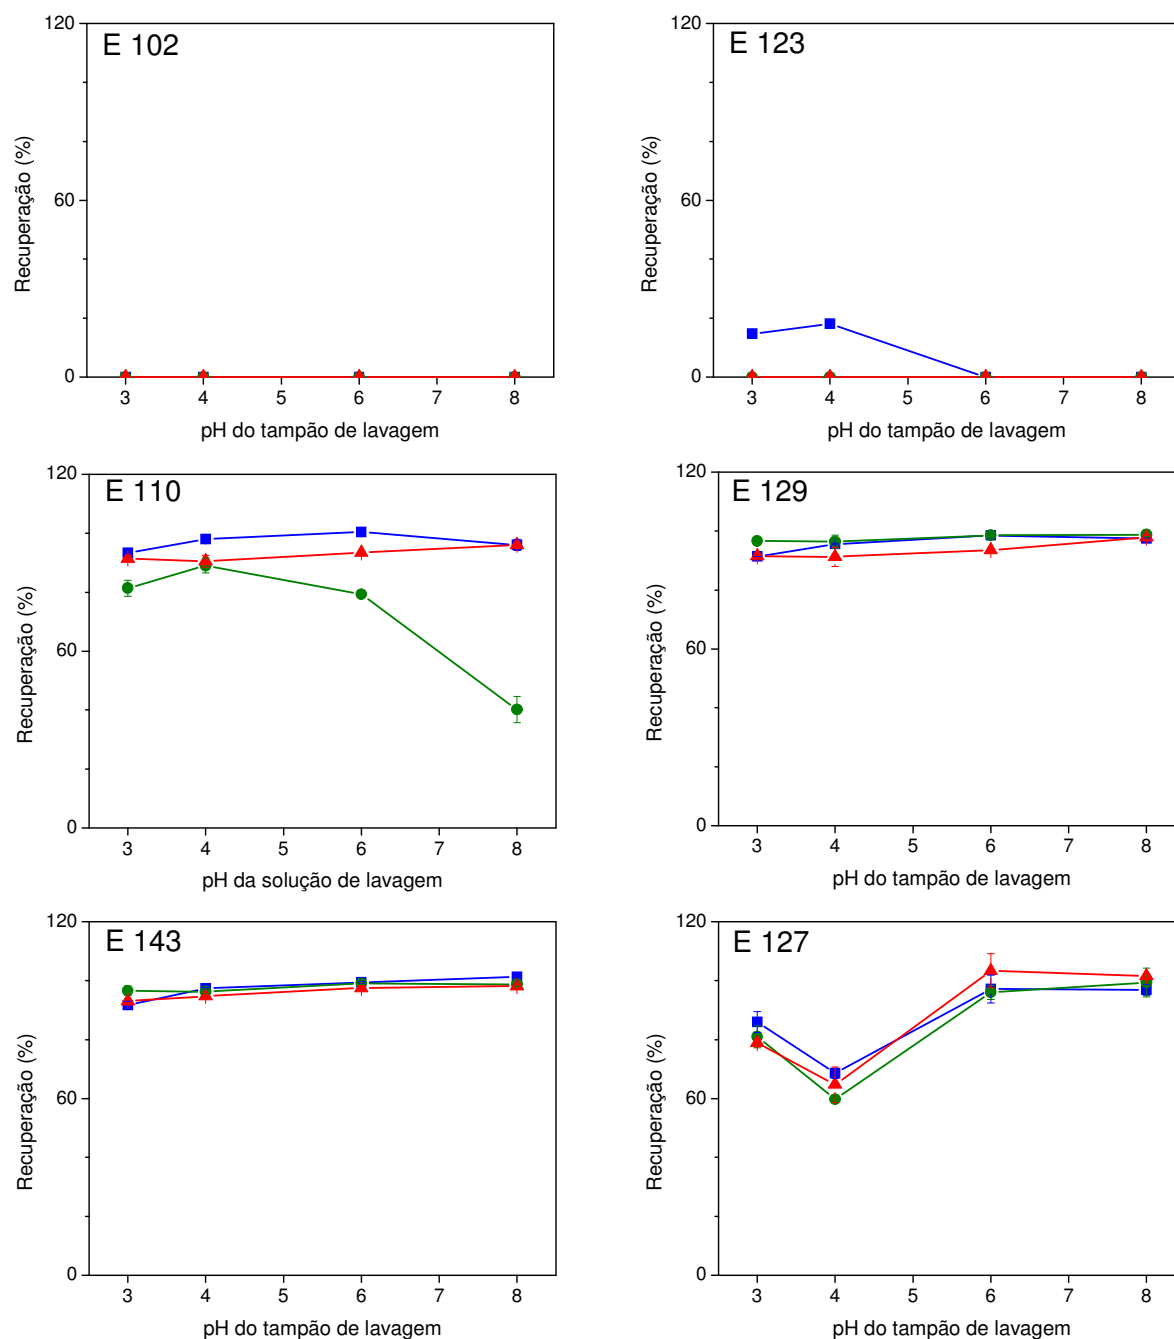 E 102
120
60
0
Recuperação (%)
3 4 5 6 7 8
pH do tampão de lavagem
E 123
120
60
0
Recuperação (%)
3 4 5 6 7 8
pH do tampão de lavagem
E 110
120
60
0
Recuperação (%)
3 4 5 6 7 8
pH da solução de lavagem
E 129
120
60
0
Recuperação (%)
3 4 5 6 7 8
pH do tampão de lavagem
E 143
120
60
0
Recuperação (%)
3 4 5 6 7 8
pH do tampão de lavagem
E 127
120
60
0
Recuperação (%)
3 4 5 6 7 8
pH do tampão de lavagem